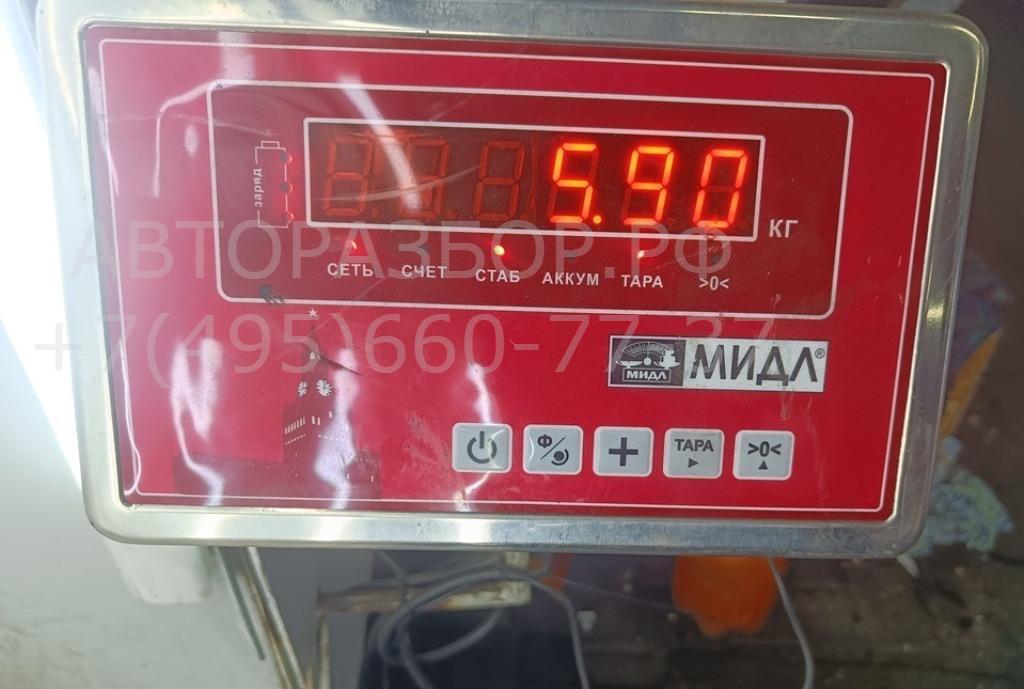 заряд
5.90
КГ
СЕТЬ СЧЕТ СТАБ АККУМ ТАРА >0<
АВТОРАЗБОР.РФ
+7(495)660-77-37
МИДЛ МИДЛ®
Ф/ + ТАРА >0<